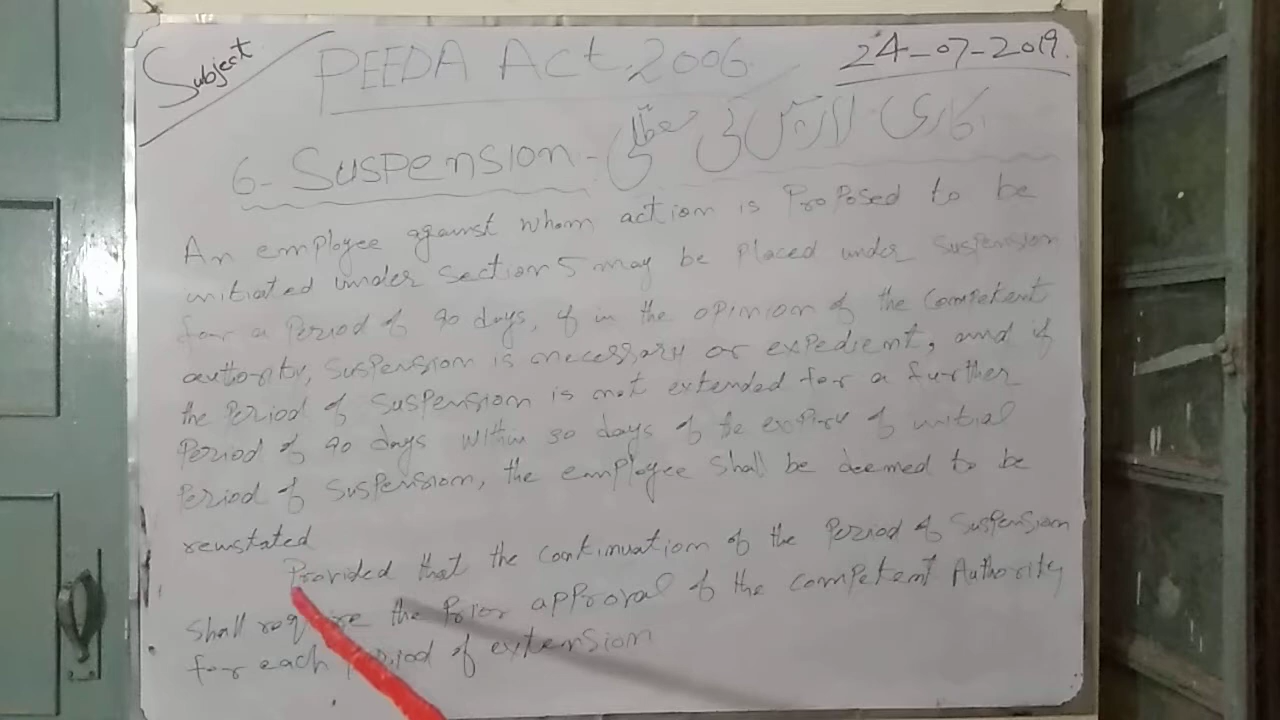 Subject
PEEDA Act, 2006
24-07-2019
6- Suspension - کاری لازمیں کی معطلی
An employee against whom action is Proposed to be
initiated under section 5 may be Placed under suspension
for a Period of 90 days, if in the opinion of the Competent
authority, suspension is necessary or expedient, and if
the Period of suspension is not extended for a further
Period of 90 days within 30 days of the expiry of initial
Period of suspension, the employee shall be deemed to be
reinstated
Provided that the continuation of the Period of Suspension
shall require the Prior approval of the competent Authority
for each Period of extension